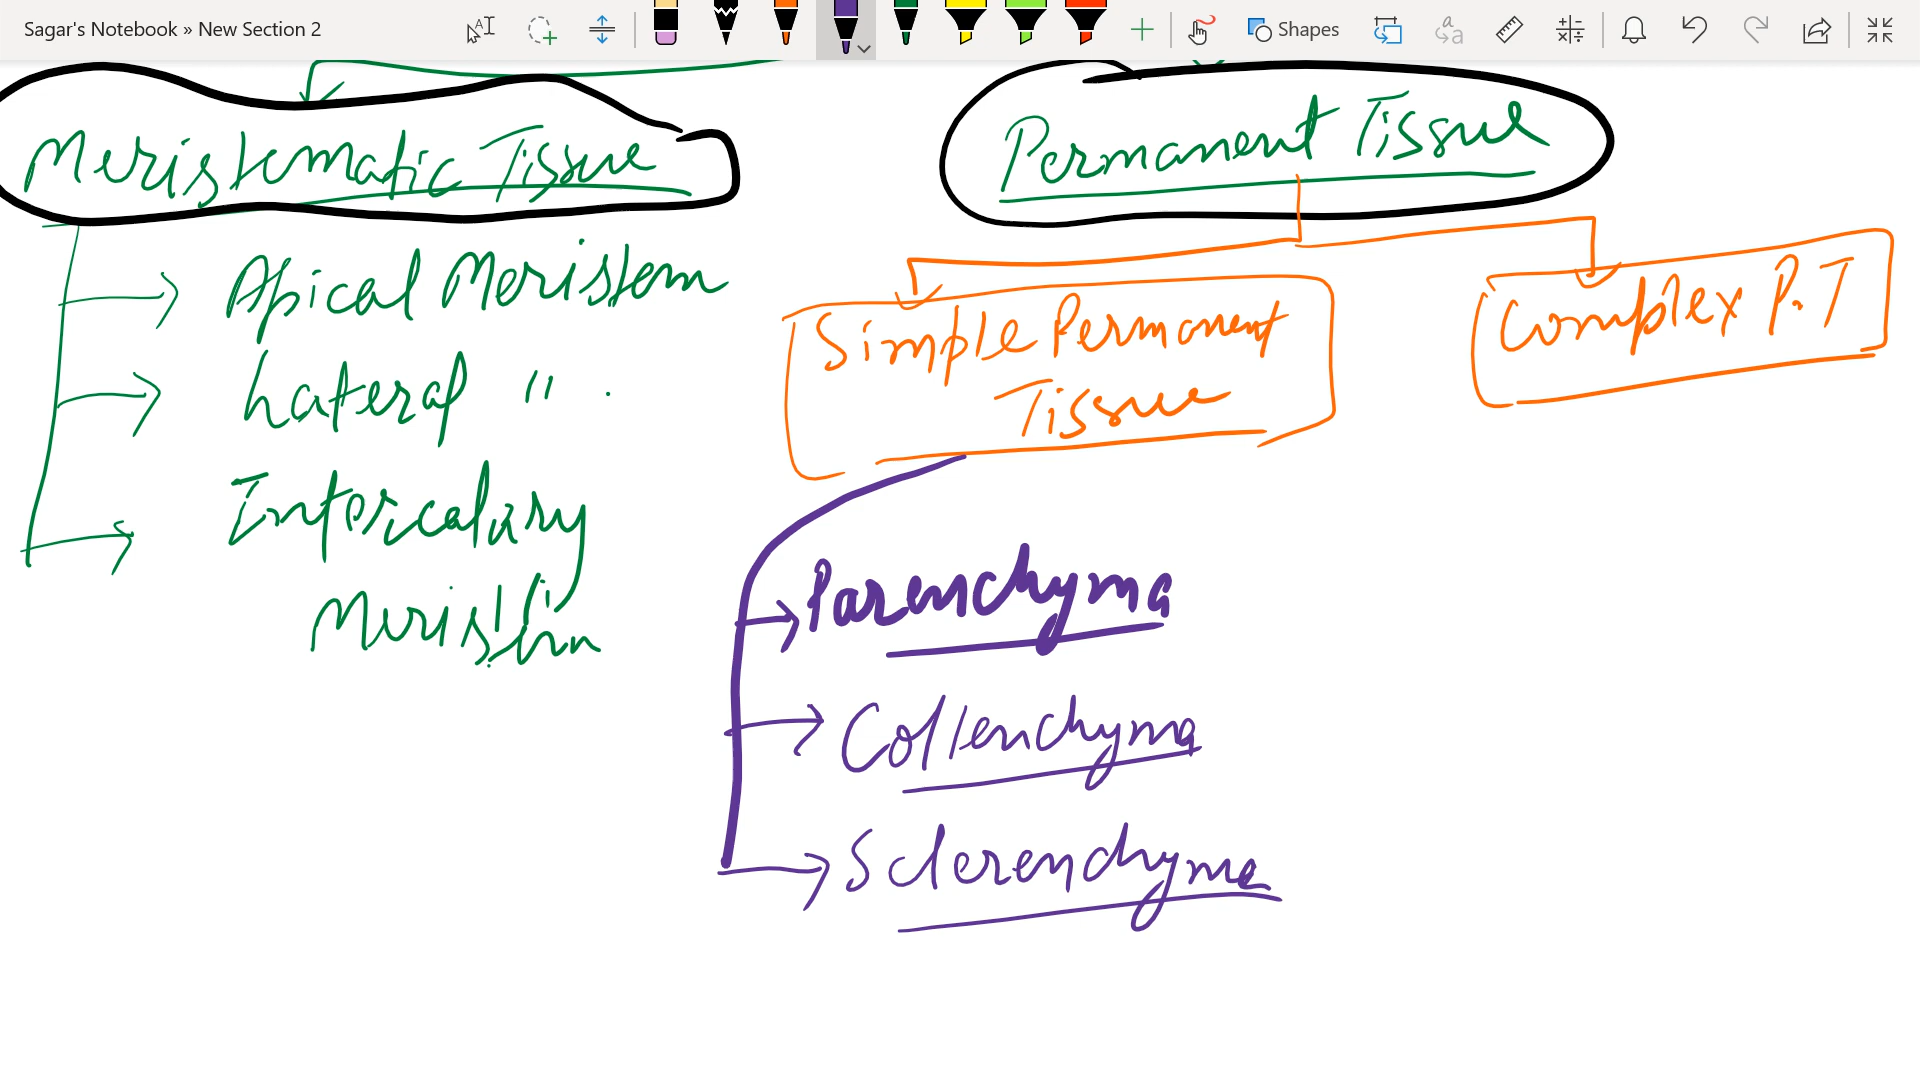 Sagar's Notebook » New Section 2
Shapes
Meristematic Tissue
Permanent Tissue
Apical Meristem
Lateral " .
Intercalary
Meristem
Simple Permanent
Tissue
Complex P.T
Parenchyma
Collenchyma
Sclerenchyma